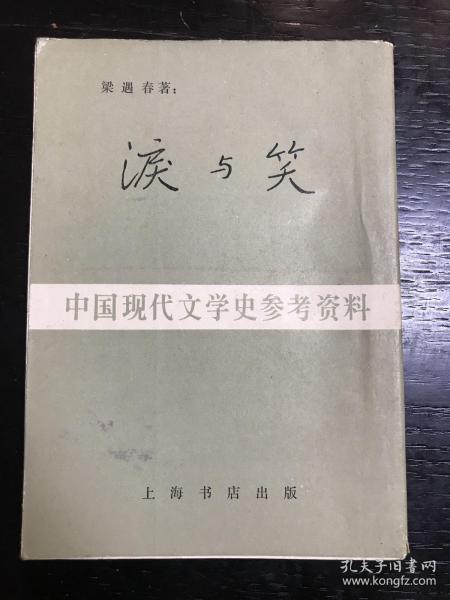 梁遇春著：
淚与笑
中国现代文学史参考资料
上海书店出版
孔夫子旧书网
www.kongfz.com